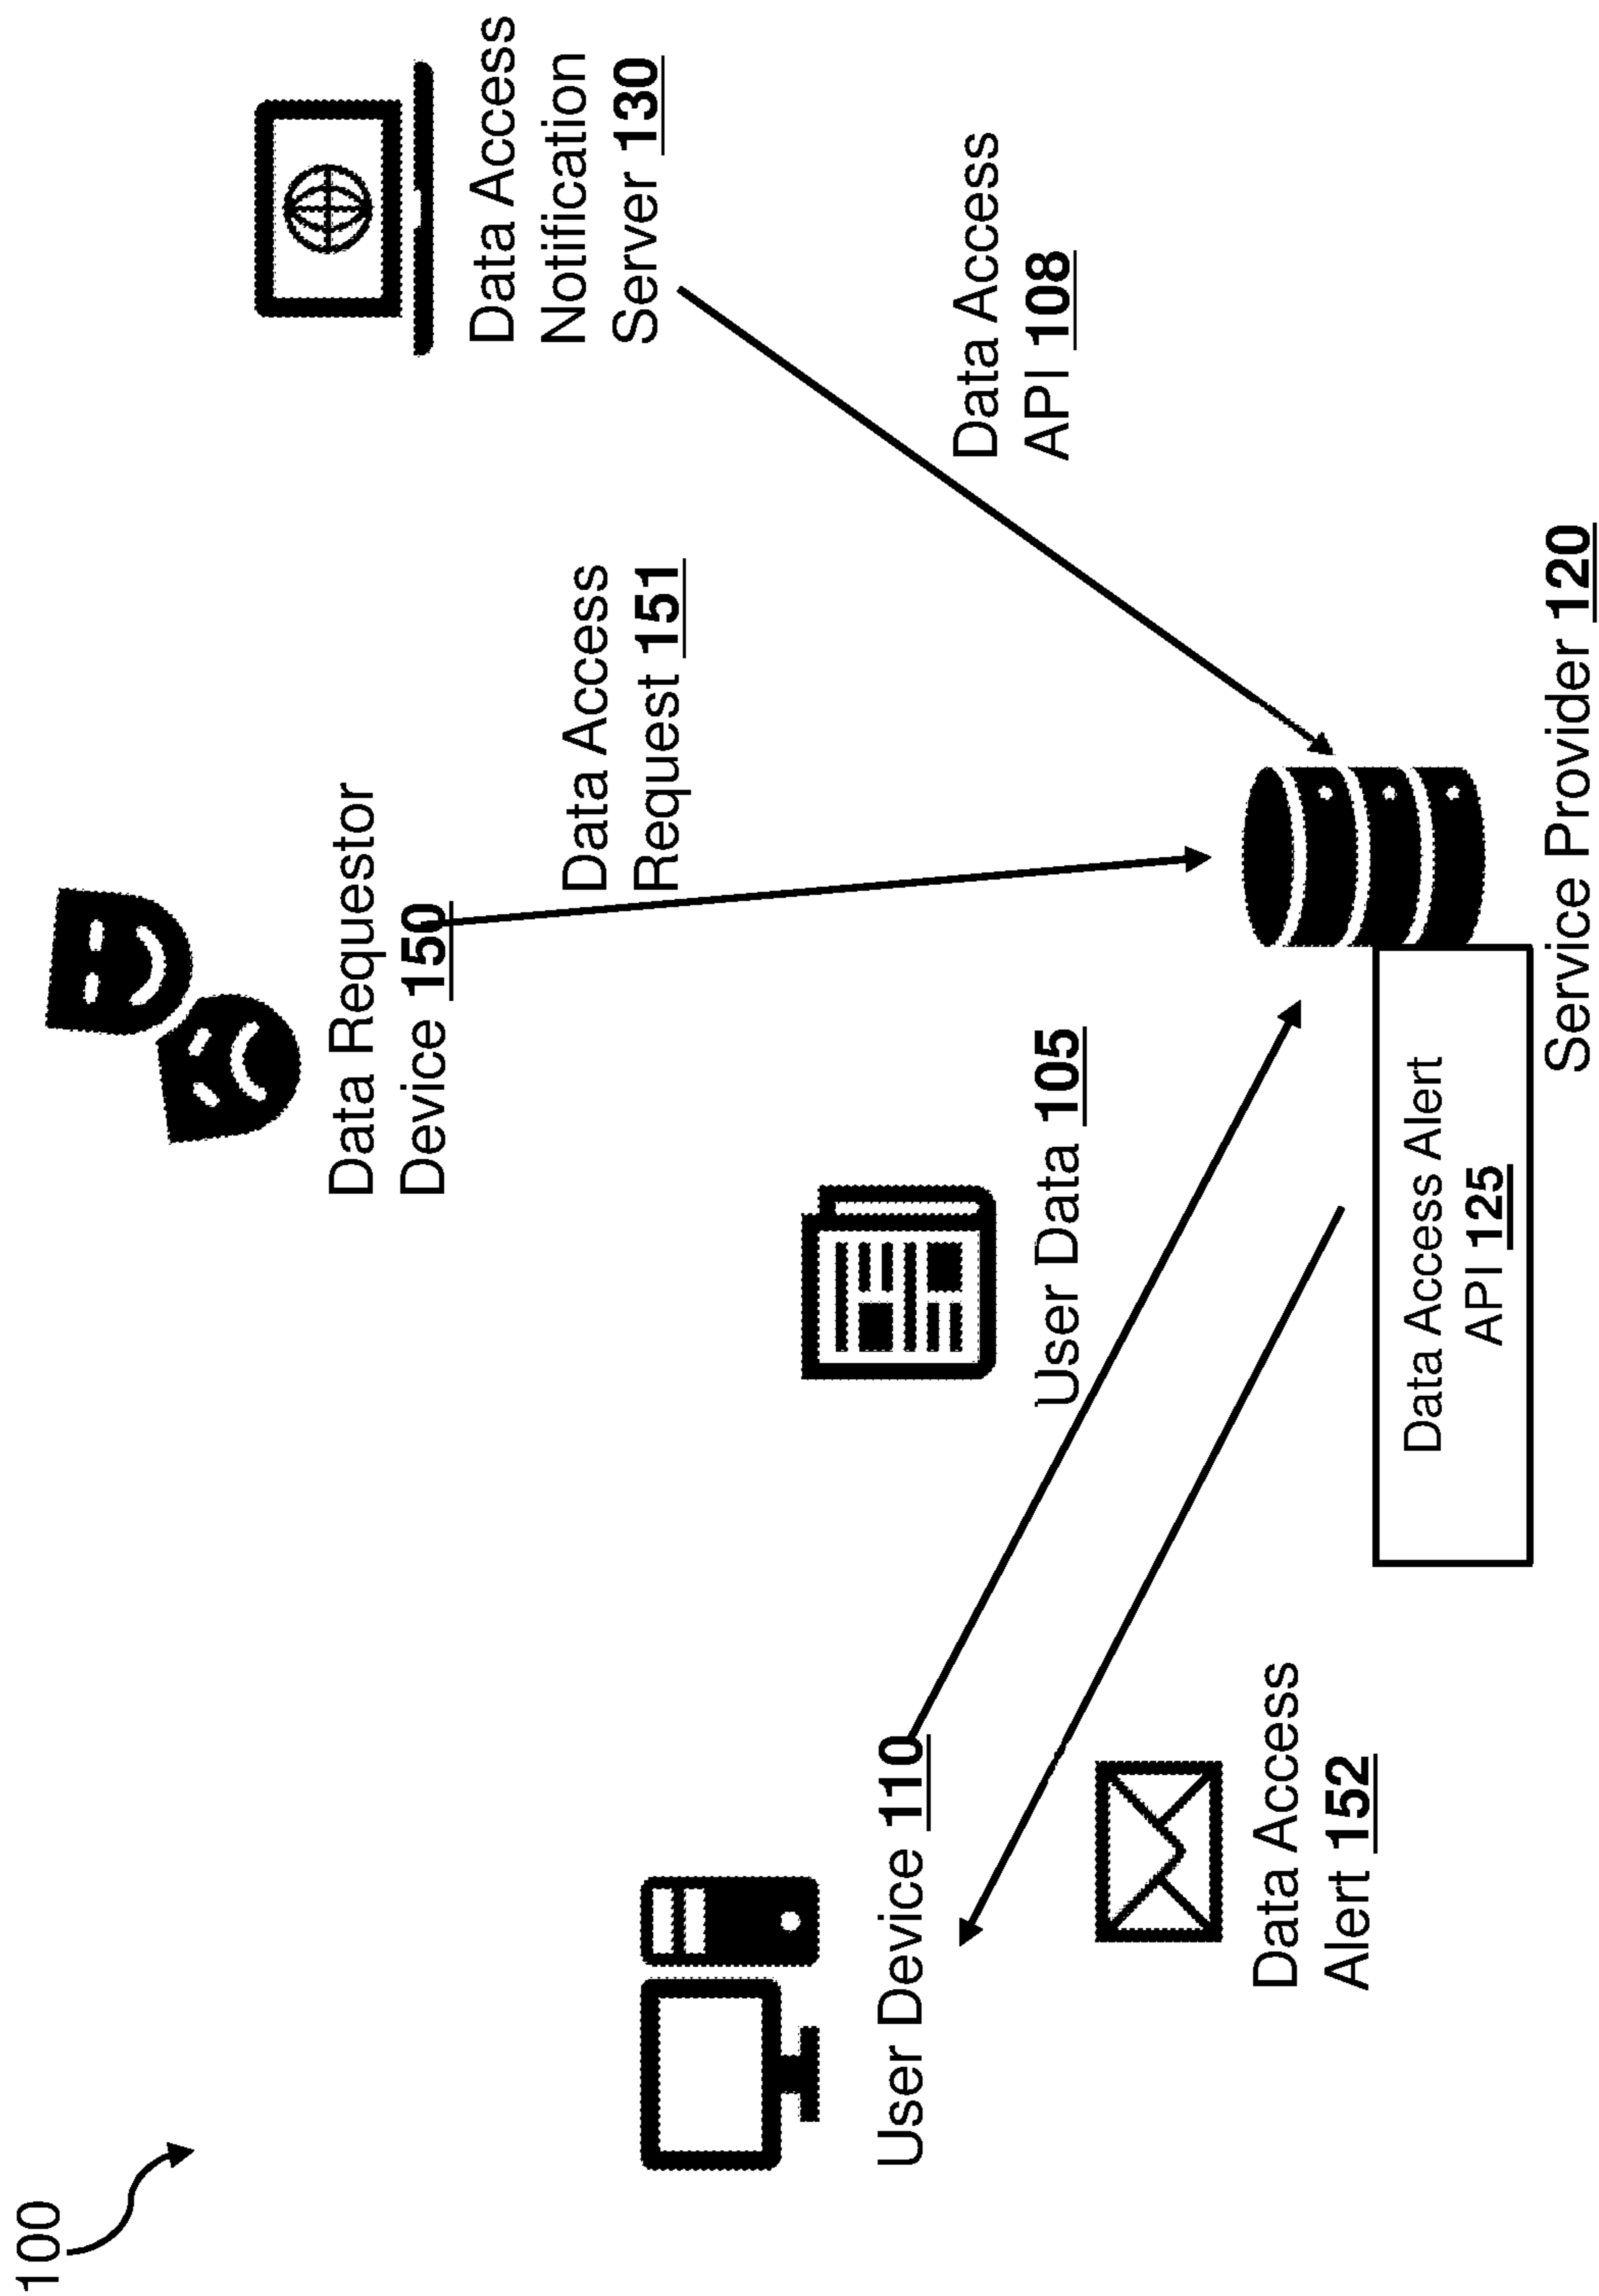 100
Data Requestor
Device 150
Data Access
Notification
Server 130
Data Access
Request 151
User Device 110
User Data 105
Data Access
API 108
Data Access
Alert 152
Data Access Alert
API 125
Service Provider 120